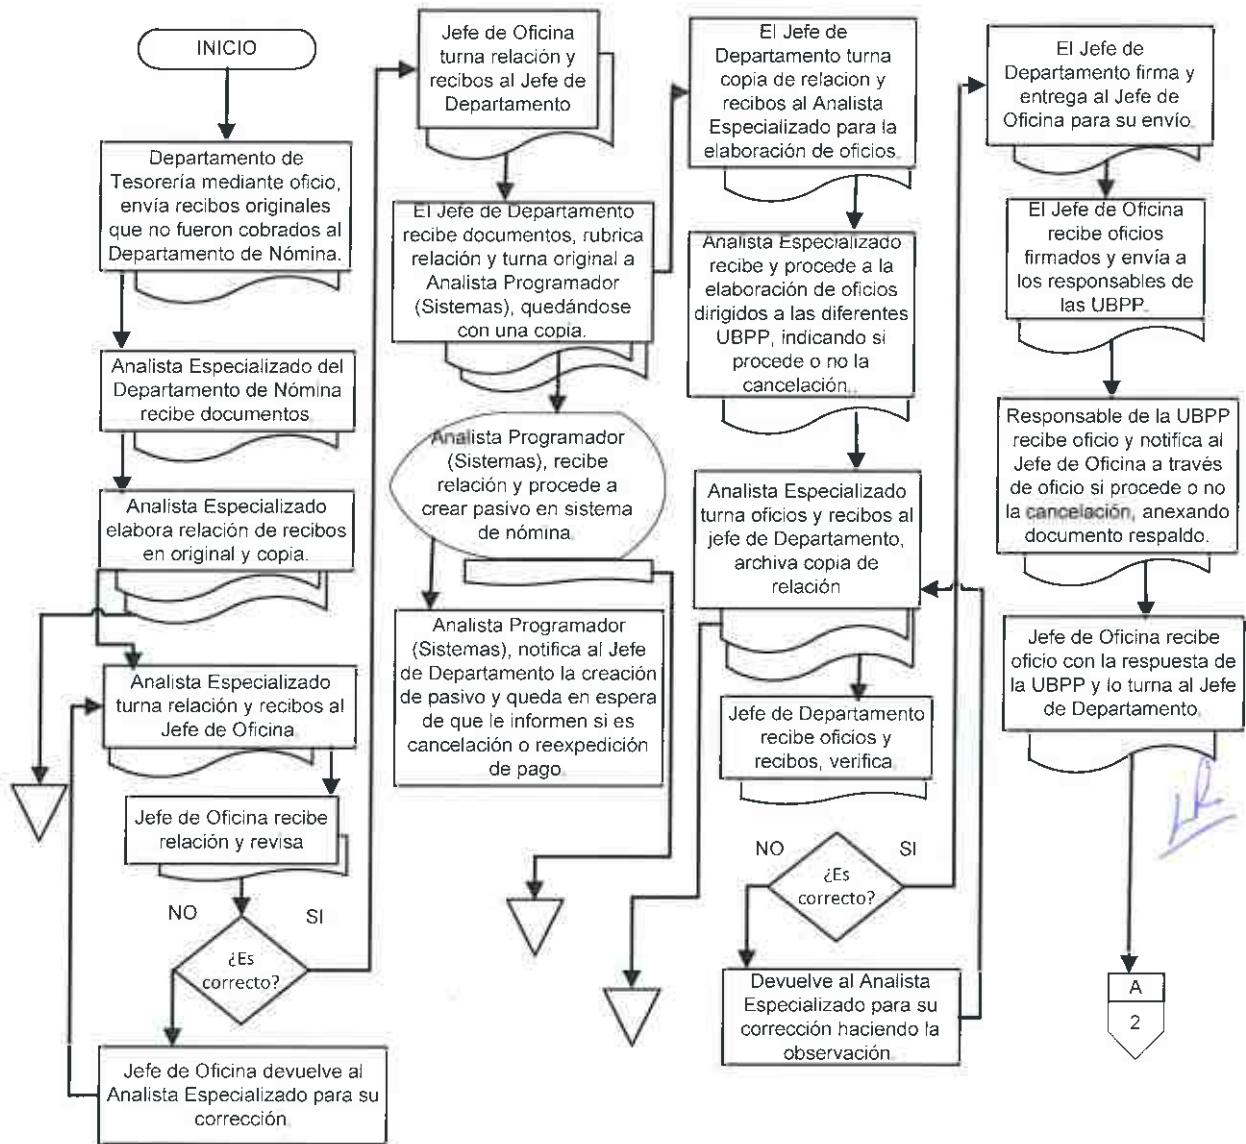 INICIO
Departamento de
Tesorería mediante oficio,
envía recibos originales
que no fueron cobrados al
Departamento de Nómina.
Analista Especializado del
Departamento de Nómina
recibe documentos
Analista Especializado
elabora relación de recibos
en original y copia.
Analista Especializado
turna relación y recibos al
Jefe de Oficina.
Jefe de Oficina recibe
relación y revisa
NO
SI
¿Es
correcto?
Jefe de Oficina devuelve al
Analista Especializado para su
corrección.
Jefe de Oficina
turna relación y
recibos al Jefe de
Departamento
El Jefe de Departamento
recibe documentos, rubrica
relación y turna original a
Analista Programador
(Sistemas), quedándose
con una copia.
Analista Programador
(Sistemas), recibe
relación y procede a
crear pasivo en sistema
de nómina.
Analista Programador
(Sistemas), notifica al Jefe
de Departamento la creación
de pasivo y queda en espera
de que le informen si es
cancelación o reexpedición
de pago.
El Jefe de
Departamento turna
copia de relacion y
recibos al Analista
Especializado para la
elaboración de oficios.
Analista Especializado
recibe y procede a la
elaboración de oficios
dirigidos a las diferentes
UBPP, indicando si
procede o no la
cancelación.
Analista Especializado
turna oficios y recibos al
jefe de Departamento,
archiva copia de
relación
Jefe de Departamento
recibe oficios y
recibos, verifica.
NO
SI
¿Es
correcto?
Devuelve al Analista
Especializado para su
corrección haciendo la
observación.
El Jefe de
Departamento firma y
entrega al Jefe de
Oficina para su envío.
El Jefe de Oficina
recibe oficios
firmados y envía a
los responsables de
las UBPP.
Responsable de la UBPP
recibe oficio y notifica al
Jefe de Oficina a través
de oficio si procede o no
la cancelación, anexando
documento respaldo.
Jefe de Oficina recibe
oficio con la respuesta de
la UBPP y lo turna al Jefe
de Departamento.
A
2